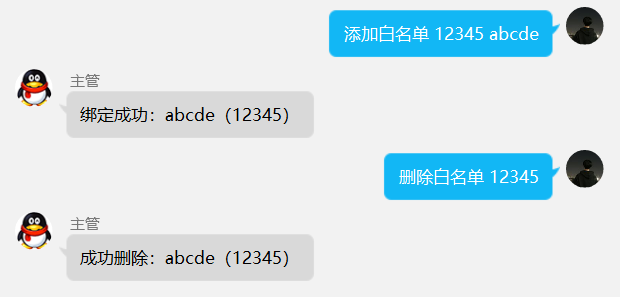 添加白名单 12345 abcde
主管
绑定成功：abcde（12345）
删除白名单 12345
主管
成功删除：abcde（12345）